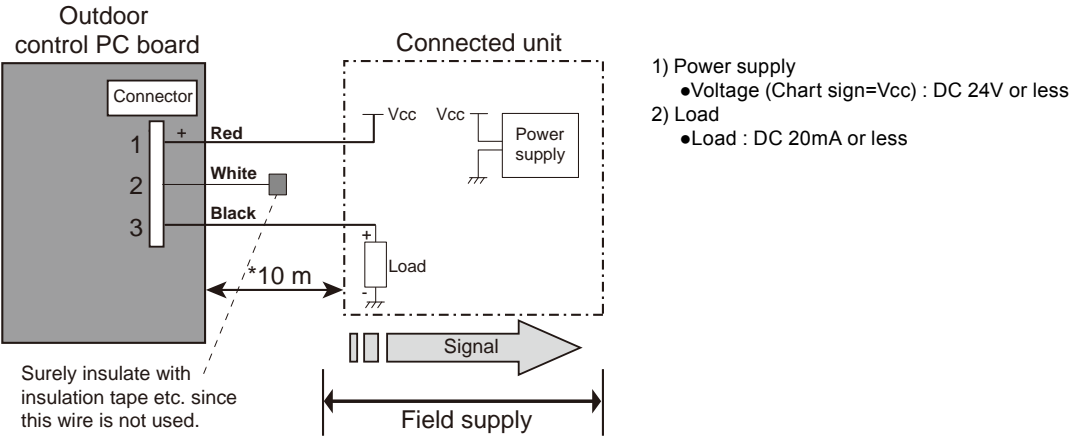 Outdoor
control PC board
Connected unit
Connector
1
+
Red
2
White
3
Black
Vcc
Vcc
Power
supply
+
Load
-
*10 m
Signal
Field supply
Surely insulate with
insulation tape etc. since
this wire is not used.
1) Power supply
●Voltage (Chart sign=Vcc) : DC 24V or less
2) Load
●Load : DC 20mA or less